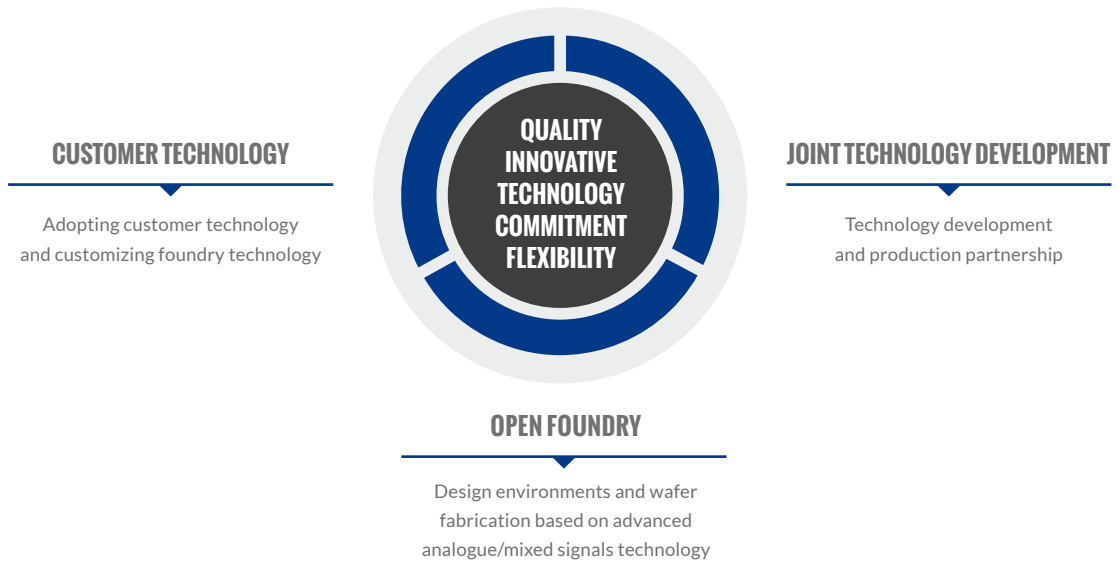 CUSTOMER TECHNOLOGY
Adopting customer technology
and customizing foundry technology
QUALITY
INNOVATIVE
TECHNOLOGY
COMMITMENT
FLEXIBILITY
JOINT TECHNOLOGY DEVELOPMENT
Technology development
and production partnership
OPEN FOUNDRY
Design environments and wafer
fabrication based on advanced
analogue/mixed signals technology